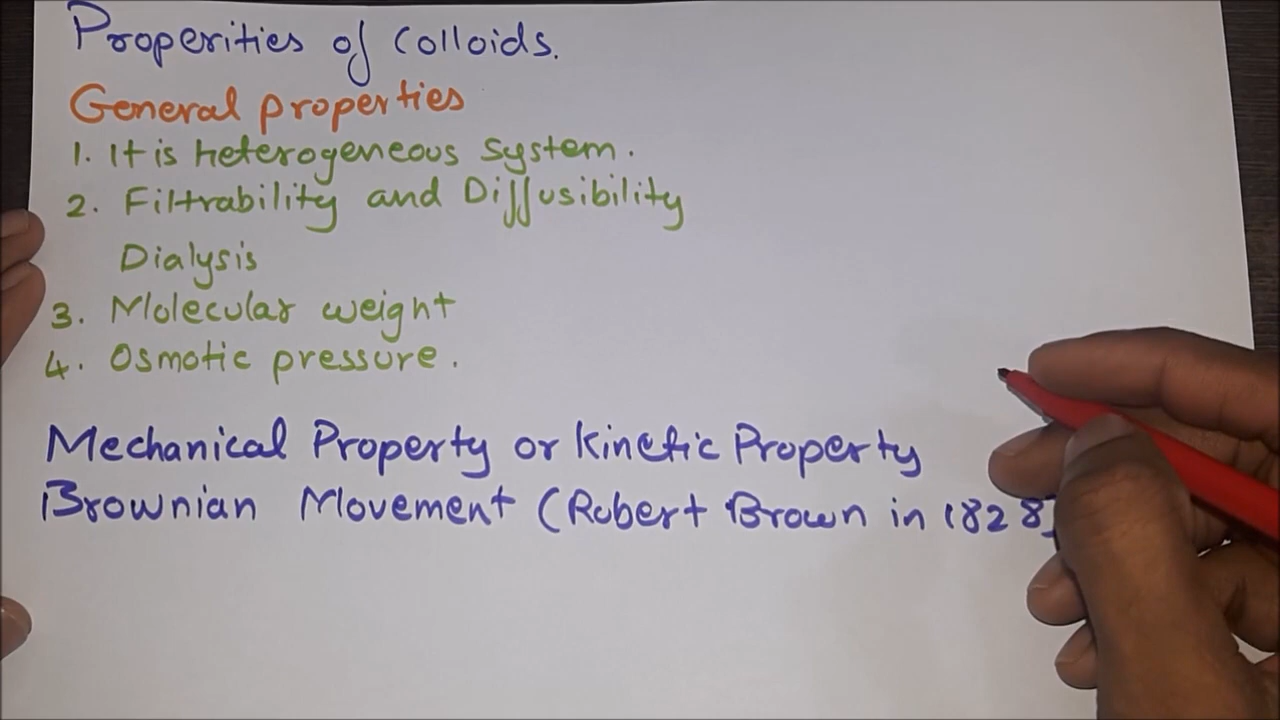 Properities of Colloids.
General properties
1. It is heterogeneous system.
2. Filtrability and Diffusibility
Dialysis
3. Molecular weight
4. Osmotic pressure.
Mechanical Property or Kinetic Property
Brownian Movement (Robert Brown in 1828)